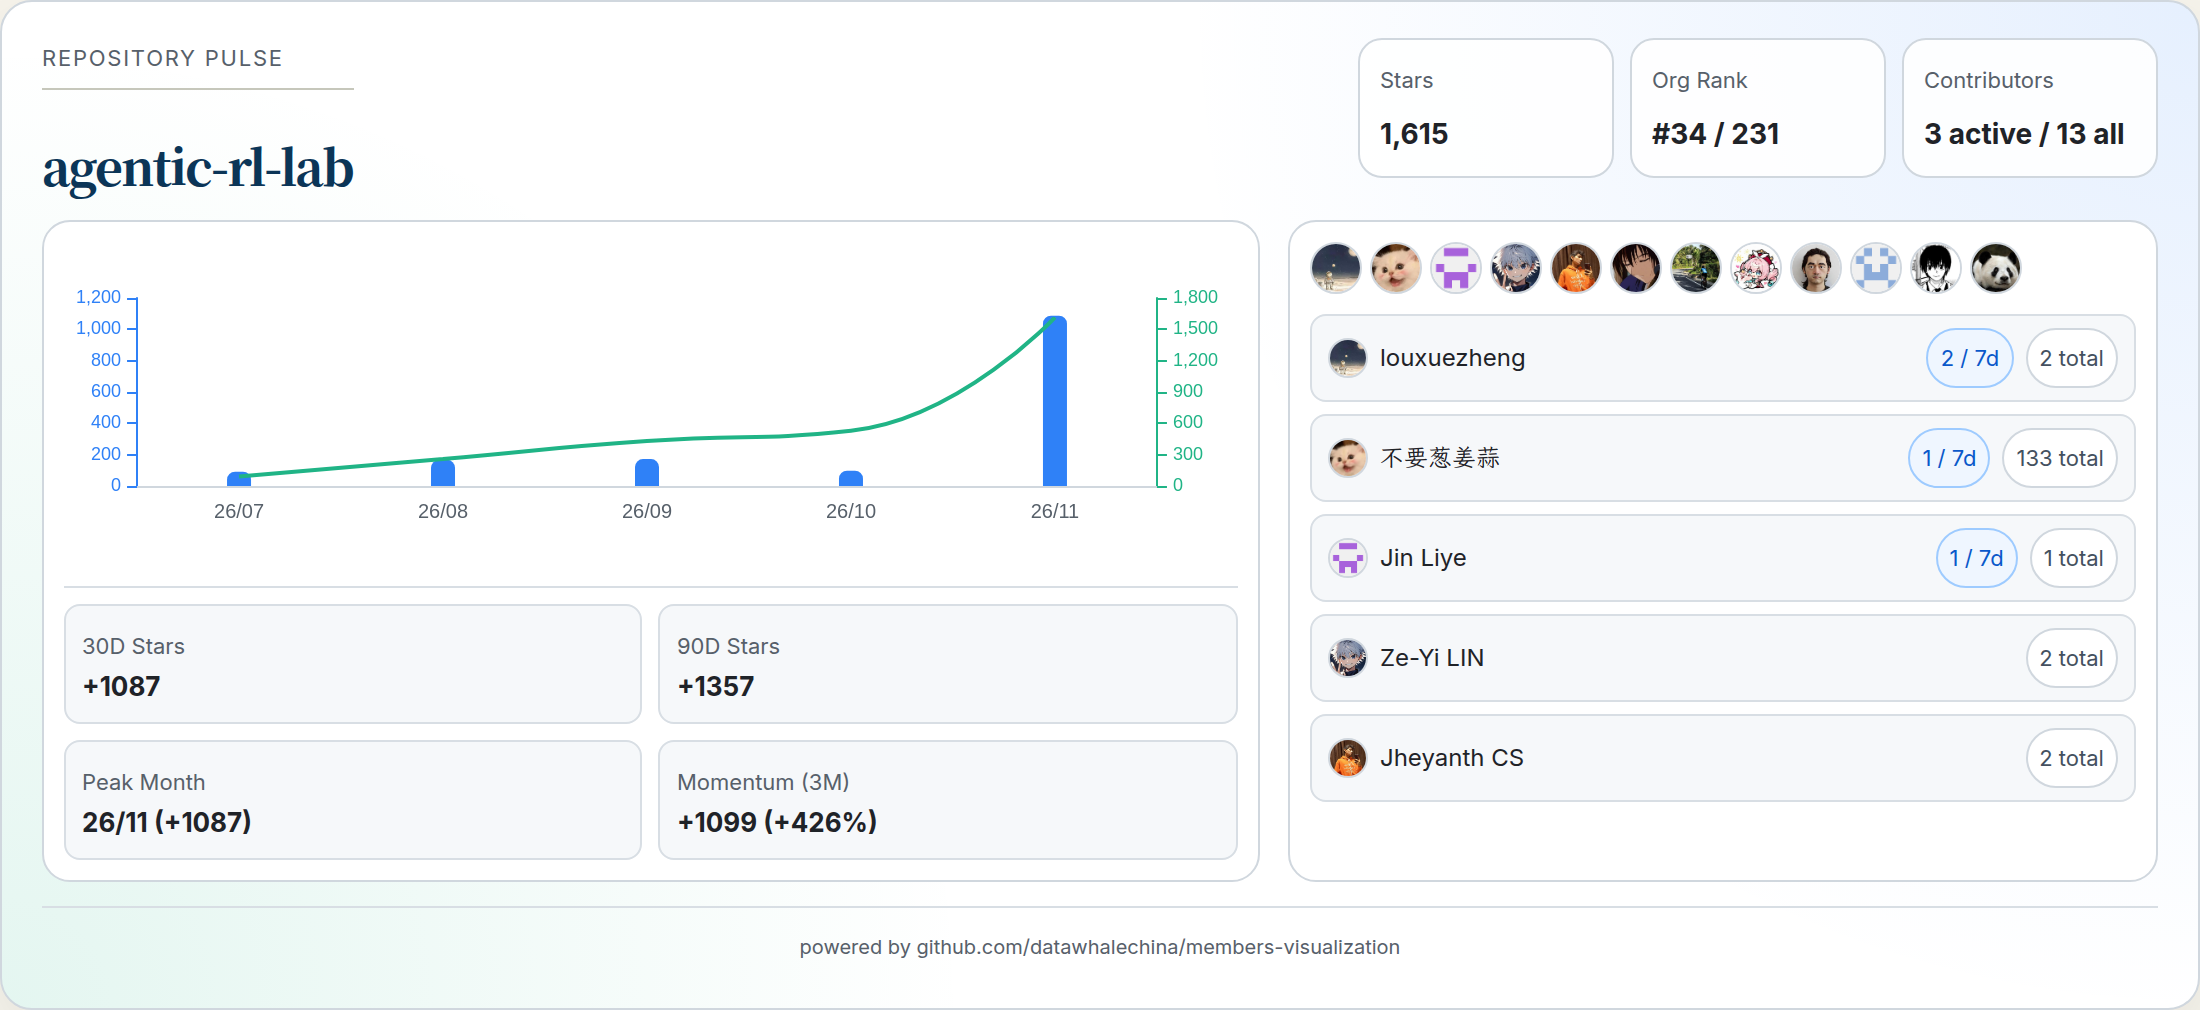 REPOSITORY PULSE
agentic-rl-lab
Stars
1,615
Org Rank
#34 / 231
Contributors
3 active / 13 all
1,200
1,000
800
600
400
200
0
1,800
1,500
1,200
900
600
300
0
26/07
26/08
26/09
26/10
26/11
30D Stars
+1087
90D Stars
+1357
Peak Month
26/11 (+1087)
Momentum (3M)
+1099 (+426%)
louxuezheng
2 / 7d
2 total
不要葱姜蒜
1 / 7d
133 total
Jin Liye
1 / 7d
1 total
Ze-Yi LIN
2 total
Jheyanth CS
2 total
powered by github.com/datawhalechina/members-visualization